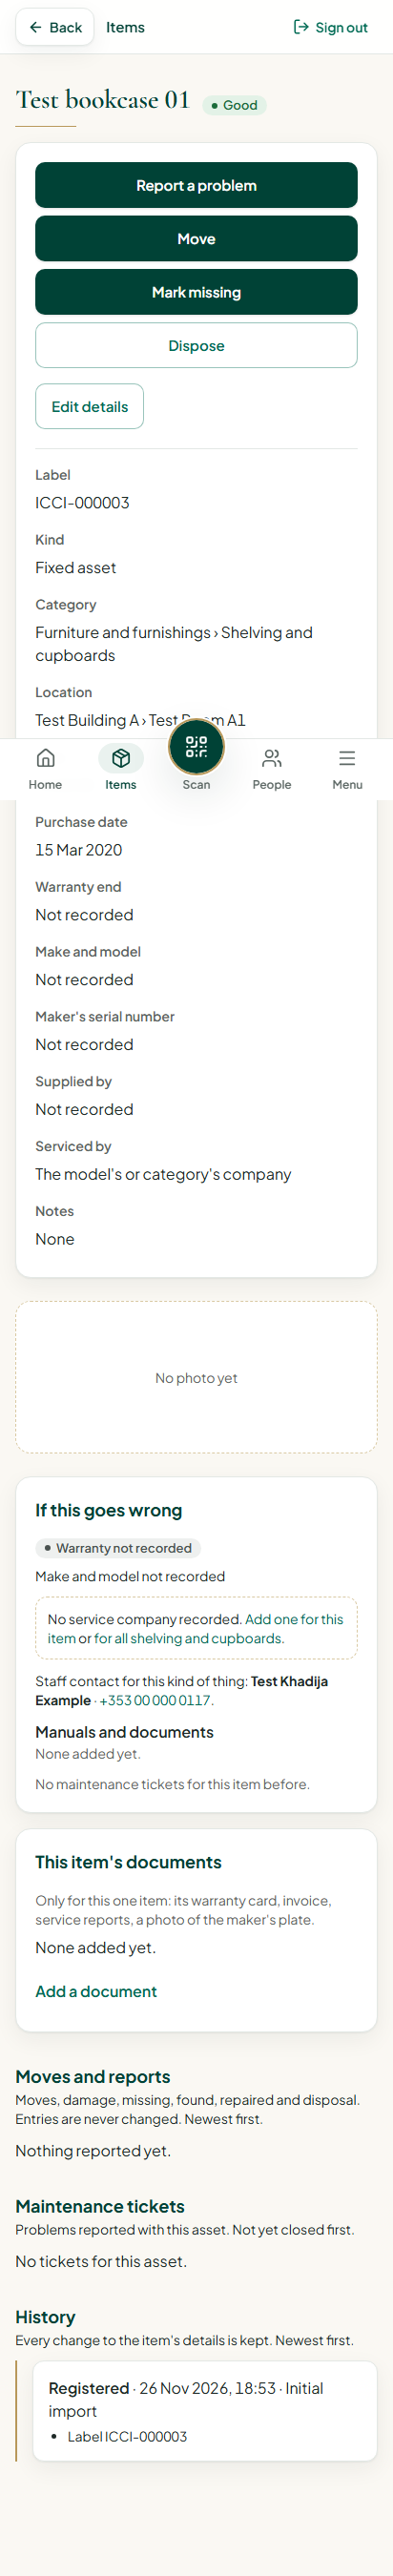 Back
Items
Sign out
Test bookcase 01
Good
Report a problem
Move
Mark missing
Dispose
Edit details
Label
ICCI-000003
Kind
Fixed asset
Category
Furniture and furnishings › Shelving and
cupboards
Location
Test Building A › Test Room A1
Home
Items
Scan
People
Menu
Purchase date
15 Mar 2020
Warranty end
Not recorded
Make and model
Not recorded
Maker's serial number
Not recorded
Supplied by
Not recorded
Serviced by
The model's or category's company
Notes
None
No photo yet
If this goes wrong
Warranty not recorded
Make and model not recorded
No service company recorded. Add one for this
item or for all shelving and cupboards.
Staff contact for this kind of thing: Test Khadija
Example · +353 00 000 0117.
Manuals and documents
None added yet.
No maintenance tickets for this item before.
This item's documents
Only for this one item: its warranty card, invoice,
service reports, a photo of the maker's plate.
None added yet.
Add a document
Moves and reports
Moves, damage, missing, found, repaired and disposal.
Entries are never changed. Newest first.
Nothing reported yet.
Maintenance tickets
Problems reported with this asset. Not yet closed first.
No tickets for this asset.
History
Every change to the item's details is kept. Newest first.
Registered · 26 Nov 2026, 18:53 · Initial
import
• Label ICCI-000003